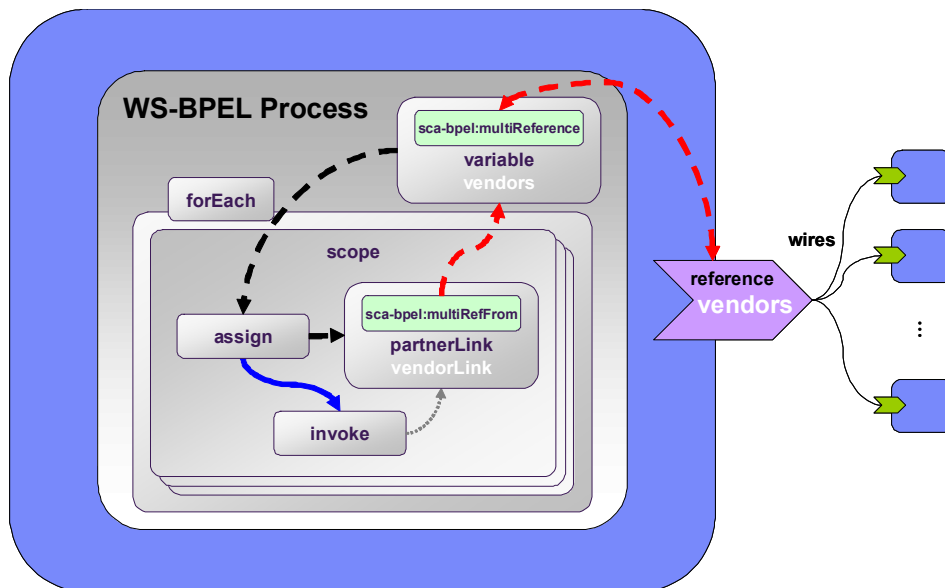 WS-BPEL Process
sca-bpel:multiReference
variable
vendors
forEach
scope
wires
reference
vendors
sca-bpel:multiRefFrom
assign
partnerLink
vendorLink
invoke
...